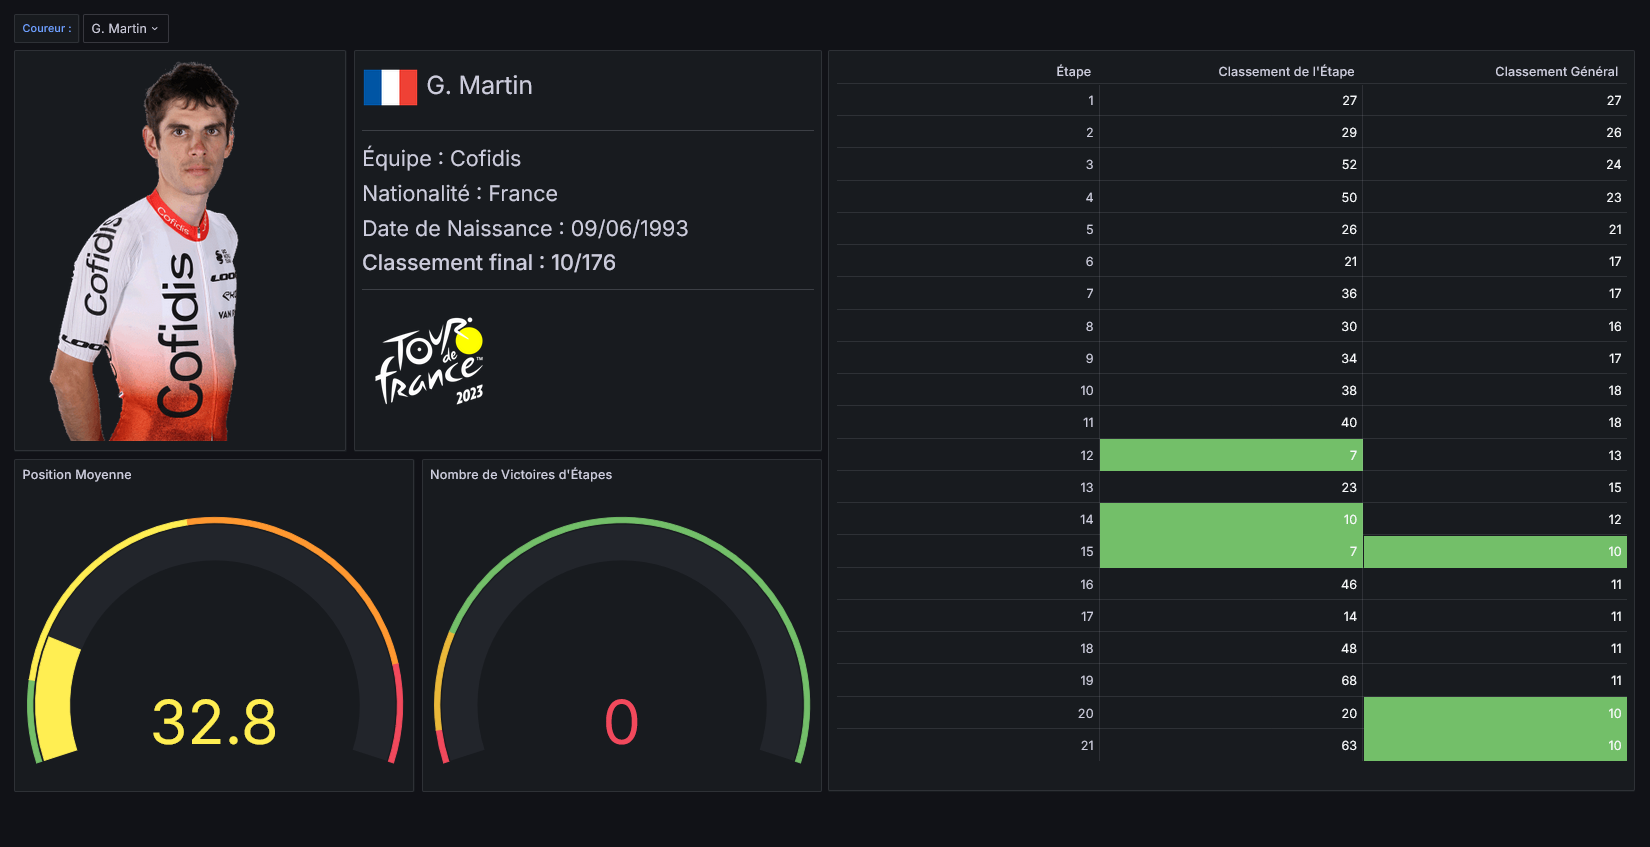 Coureur :
G. Martin
Cofidis
Cofidis
Cofidis
LOOK
G. Martin
Équipe : Cofidis
Nationalité : France
Date de Naissance : 09/06/1993
Classement final : 10/176
TOUR
de
france™
2023
Position Moyenne
32.8
Nombre de Victoires d'Étapes
0
Étape Classement de l'Étape Classement Général
1 27 27
2 29 26
3 52 24
4 50 23
5 26 21
6 21 17
7 36 17
8 30 16
9 34 17
10 38 18
11 40 18
12 7 13
13 23 15
14 10 12
15 7 10
16 46 11
17 14 11
18 48 11
19 68 11
20 20 10
21 63 10